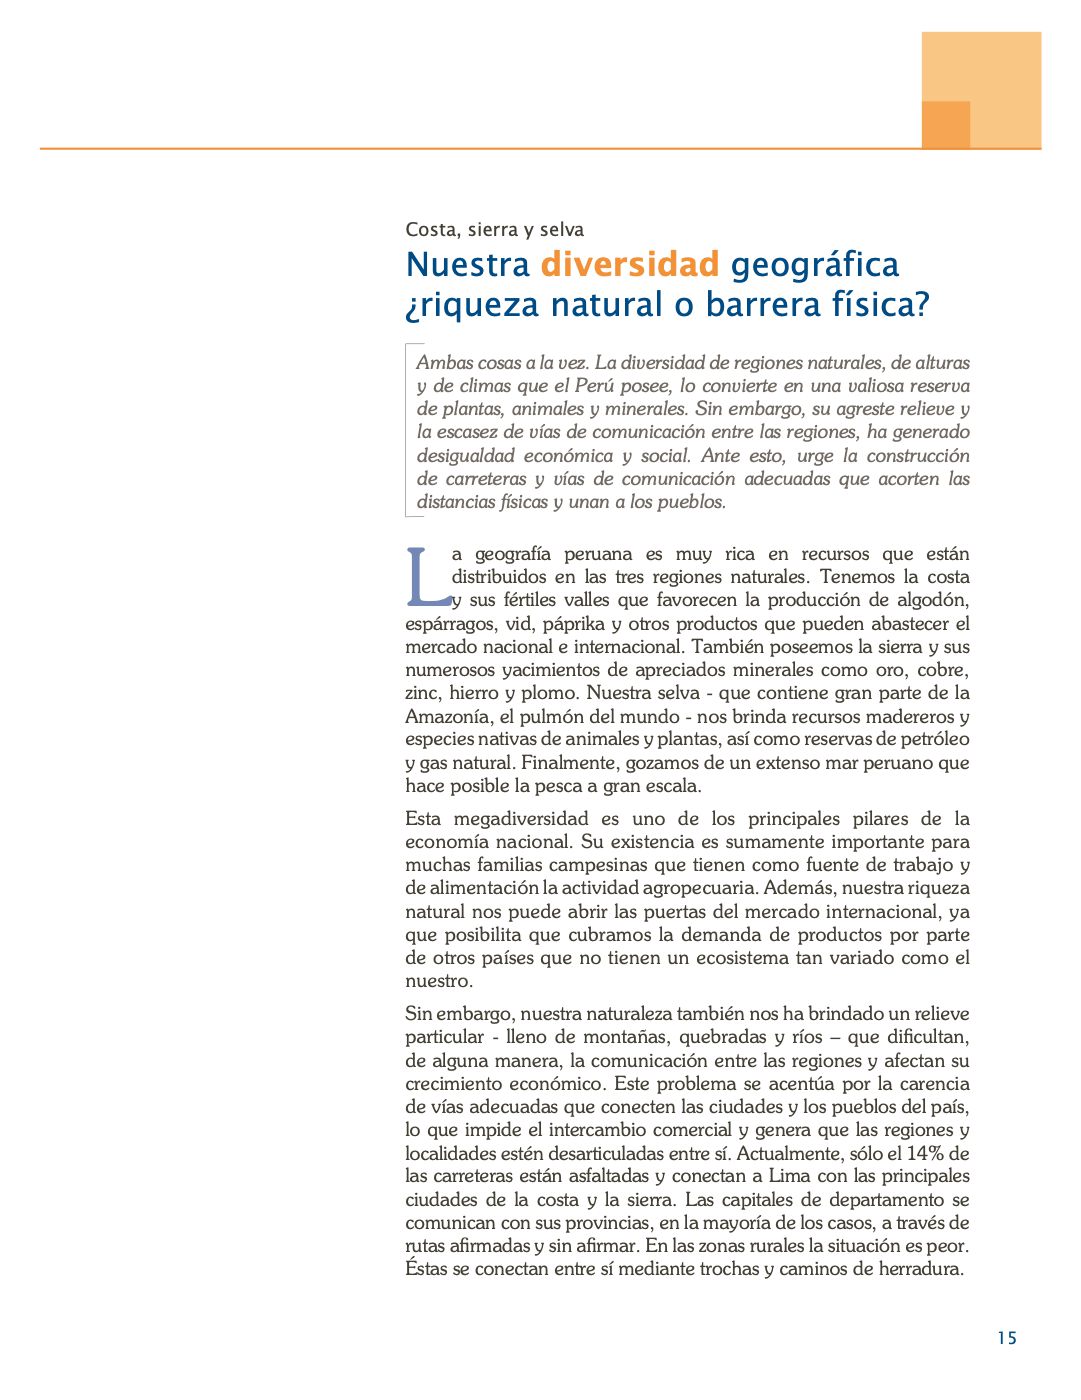 Costa, sierra y selva
Nuestra diversidad geográfica
¿riqueza natural o barrera física?
Ambas cosas a la vez. La diversidad de regiones naturales, de alturas
y de climas que el Perú posee, lo convierte en una valiosa reserva
de plantas, animales y minerales. Sin embargo, su agreste relieve y
la escasez de vías de comunicación entre las regiones, ha generado
desigualdad económica y social. Ante esto, urge la construcción
de carreteras y vías de comunicación adecuadas que acorten las
distancias físicas y unan a los pueblos.
La geografía peruana es muy rica en recursos que están
distribuidos en las tres regiones naturales. Tenemos la costa
y sus fértiles valles que favorecen la producción de algodón,
espárragos, vid, páprika y otros productos que pueden abastecer el
mercado nacional e internacional. También poseemos la sierra y sus
numerosos yacimientos de apreciados minerales como oro, cobre,
zinc, hierro y plomo. Nuestra selva - que contiene gran parte de la
Amazonía, el pulmón del mundo - nos brinda recursos madereros y
especies nativas de animales y plantas, así como reservas de petróleo
y gas natural. Finalmente, gozamos de un extenso mar peruano que
hace posible la pesca a gran escala.
Esta megadiversidad es uno de los principales pilares de la
economía nacional. Su existencia es sumamente importante para
muchas familias campesinas que tienen como fuente de trabajo y
de alimentación la actividad agropecuaria. Además, nuestra riqueza
natural nos puede abrir las puertas del mercado internacional, ya
que posibilita que cubramos la demanda de productos por parte
de otros países que no tienen un ecosistema tan variado como el
nuestro.
Sin embargo, nuestra naturaleza también nos ha brindado un relieve
particular - lleno de montañas, quebradas y ríos – que dificultan,
de alguna manera, la comunicación entre las regiones y afectan su
crecimiento económico. Este problema se acentúa por la carencia
de vías adecuadas que conecten las ciudades y los pueblos del país,
lo que impide el intercambio comercial y genera que las regiones y
localidades estén desarticuladas entre sí. Actualmente, sólo el 14% de
las carreteras están asfaltadas y conectan a Lima con las principales
ciudades de la costa y la sierra. Las capitales de departamento se
comunican con sus provincias, en la mayoría de los casos, a través de
rutas afirmadas y sin afirmar. En las zonas rurales la situación es peor.
Éstas se conectan entre sí mediante trochas y caminos de herradura.
15